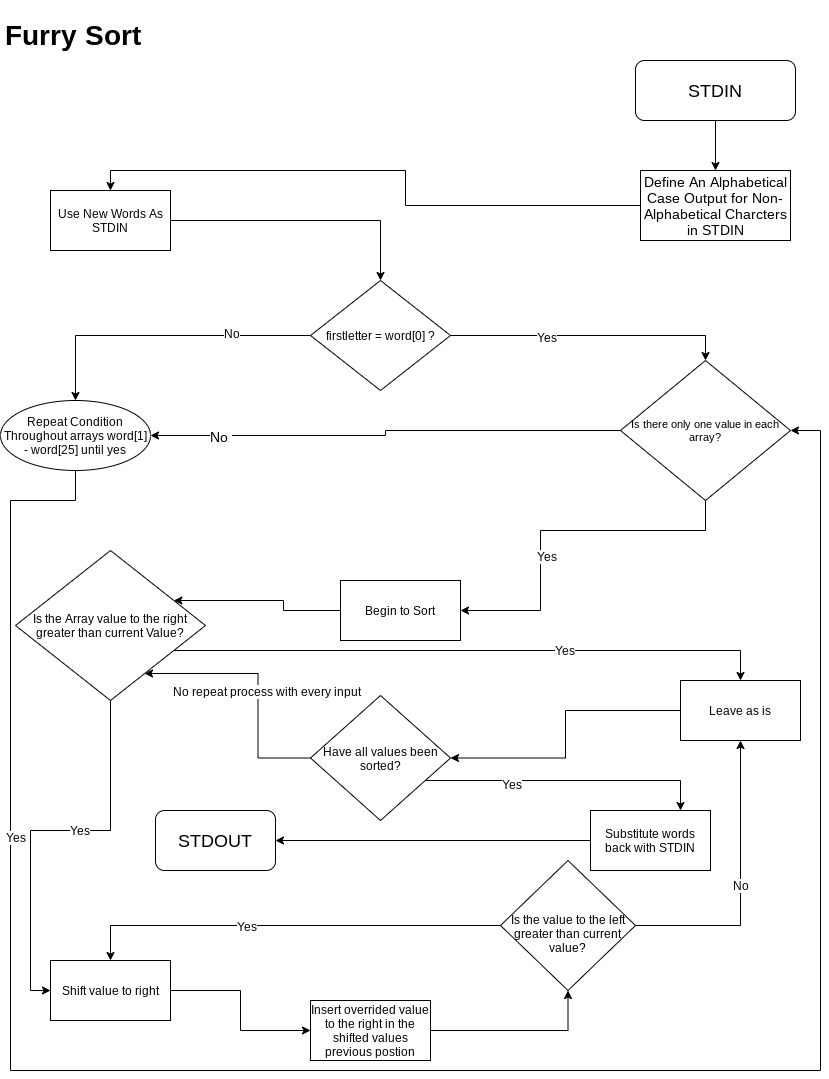 Furry Sort
STDIN
Define An Alphabetical
Case Output for Non-
Alphabetical Charcters
in STDIN
Use New Words As
STDIN
firstletter = word[0] ?
No
Yes
Repeat Condition
Throughout arrays word[1]
- word[25] until yes
No
Is there only one value in each
array?
Yes
Begin to Sort
Is the Array value to the right
greater than current Value?
Yes
No repeat process with every input
Leave as is
Have all values been
sorted?
Yes
Substitute words
back with STDIN
STDOUT
Yes
Yes
No
Is the value to the left
greater than current
value?
Yes
Shift value to right
Insert overrided value
to the right in the
shifted values
previous postion